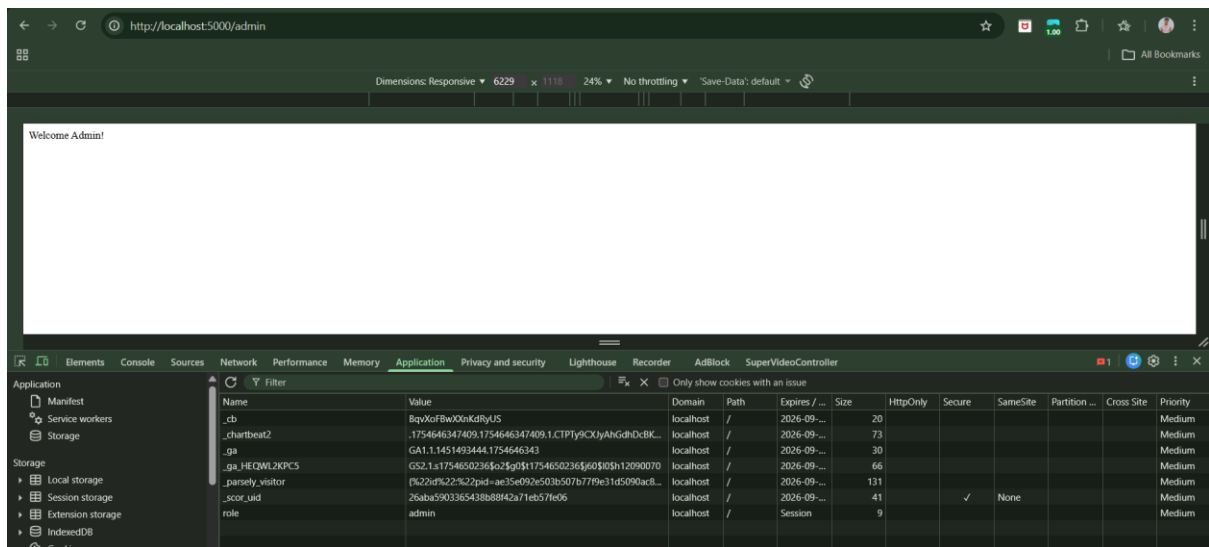 http://localhost:5000/admin
1.00
All Bookmarks
Dimensions: Responsive ▼ 6229 x 1118 24% ▼ No throttling ▼ 'Save-Data': default ▼
Welcome Admin!
Elements Console Sources Network Performance Memory Application Privacy and security Lighthouse Recorder AdBlock SuperVideoController 1
Application Filter Only show cookies with an issue
Manifest Name Value Domain Path Expires / ... Size HttpOnly Secure SameSite Partition ... Cross Site Priority
Service workers _cb BqvXoFBwXXnKdRyUS localhost / 2026-09-... 20 Medium
Storage _chartbeat2 .1754646347409.1754646347409.1.CTPTy9CXJyAhGdhDcBK... localhost / 2026-09-... 73 Medium
_ga GA1.1.1451493444.1754646343 localhost / 2026-09-... 30 Medium
Storage _ga_HEQWL2KPC5 GS2.1.s1754650236$o2$g0$t1754650236$j60$l0$h12090070 localhost / 2026-09-... 66 Medium
Local storage _parsely_visitor {%22id%22:%22pid=ae35e092e503b507b77f9e31d5090ac8... localhost / 2026-09-... 131 Medium
Session storage _scor_uid 26aba5903365438b88f42a71eb57fe06 localhost / 2026-09-... 41 ✓ None Medium
Extension storage role admin localhost / Session 9 Medium
IndexedDB